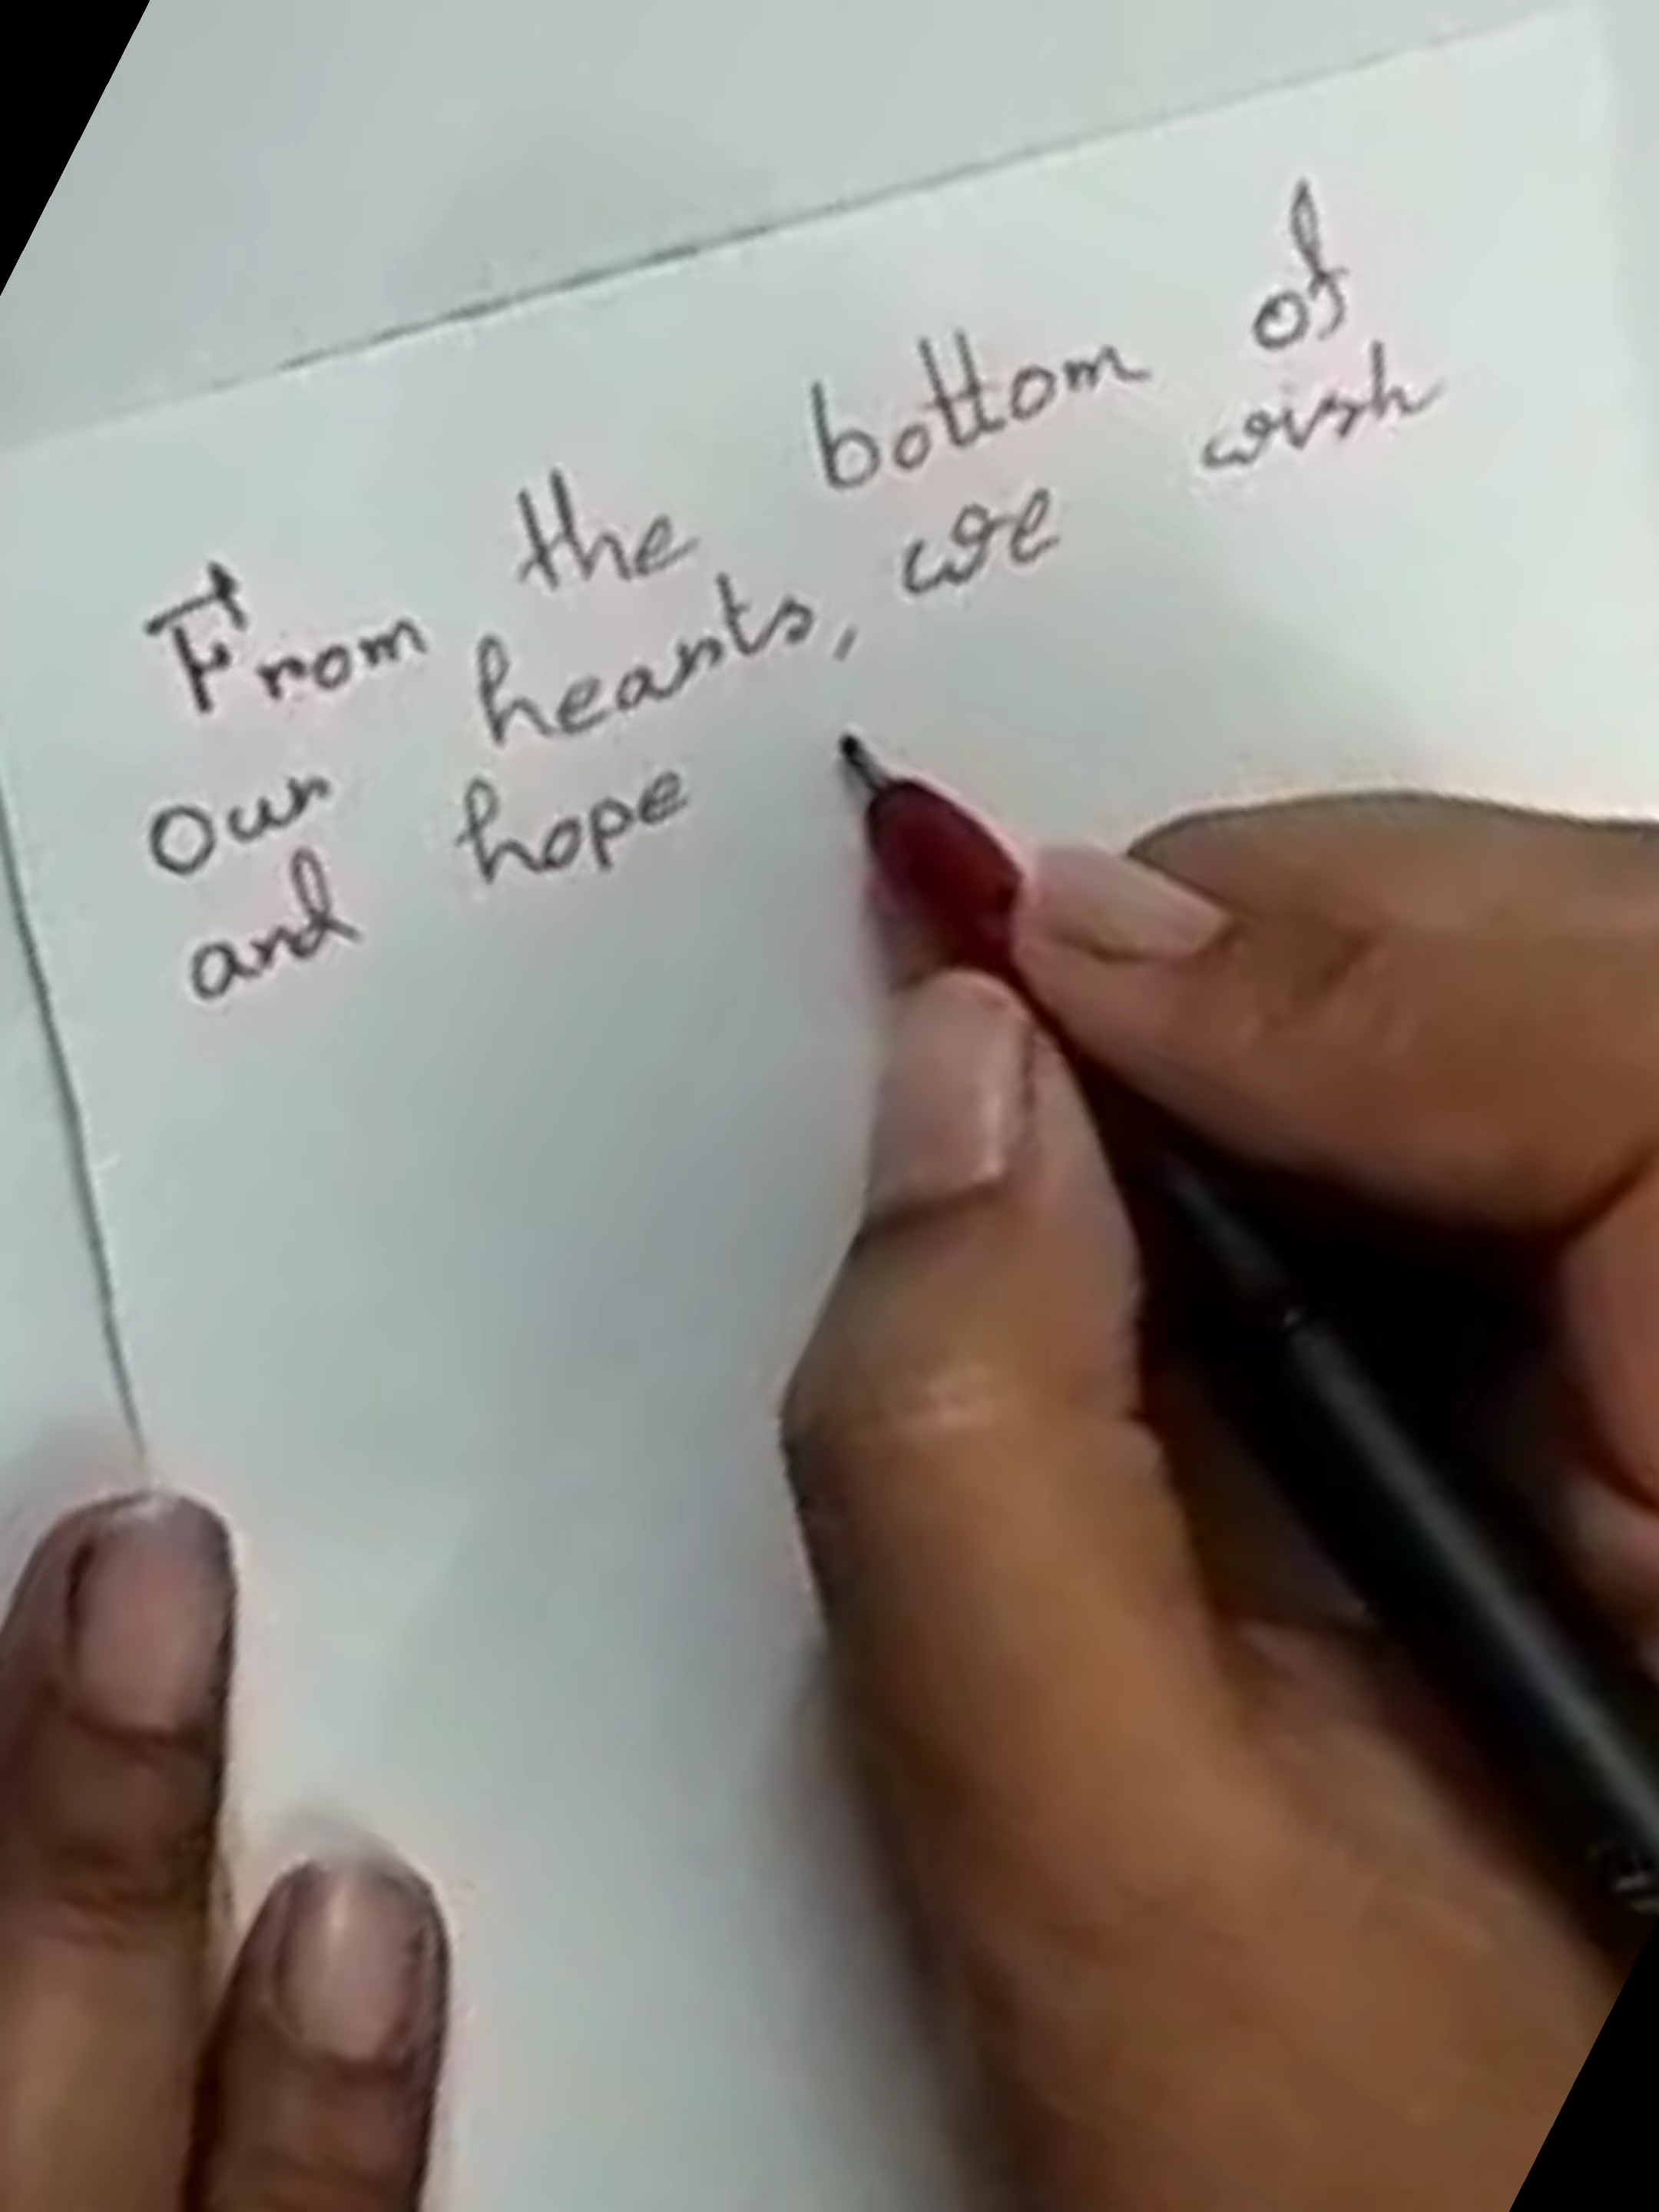 From the bottom of
our hearts, we wish
and hope